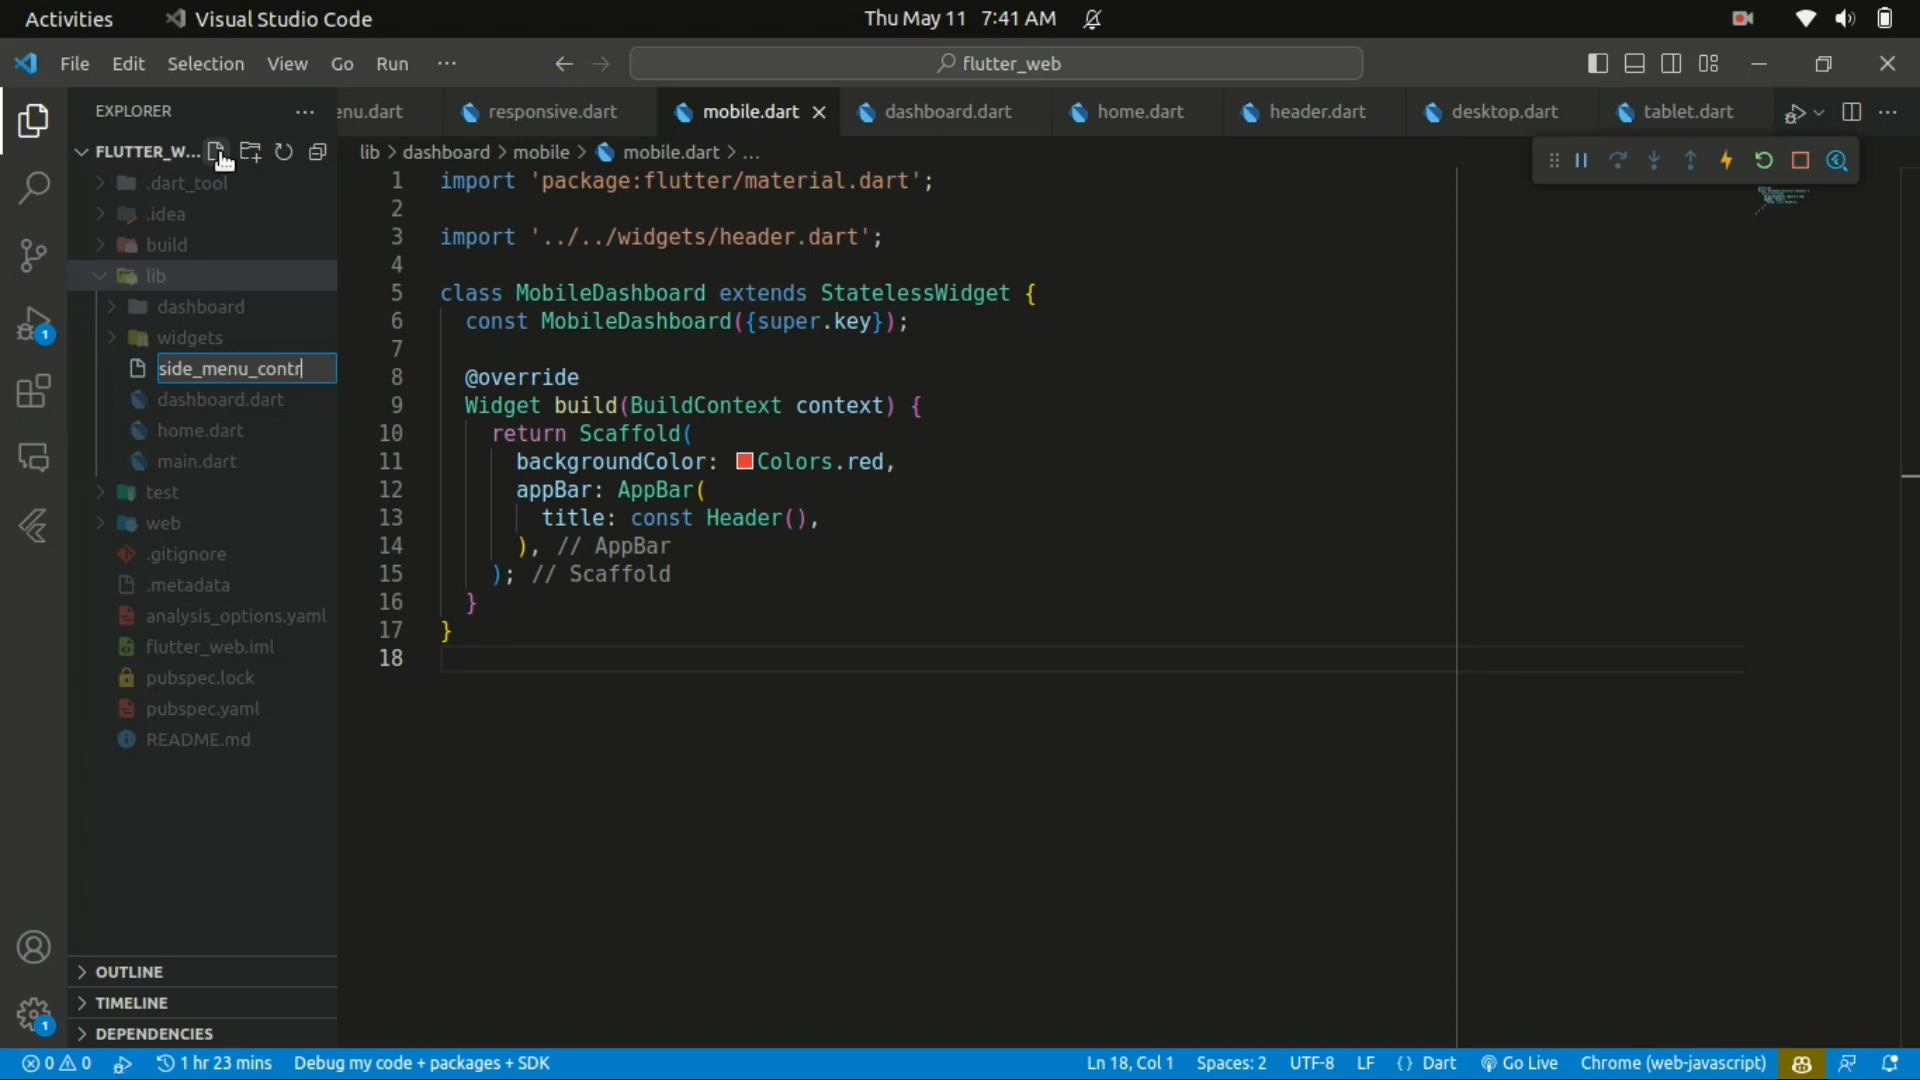 Activities Visual Studio Code Thu May 11 7:41 AM
File Edit Selection View Go Run ··· flutter_web
EXPLORER ···
enu.dart responsive.dart mobile.dart dashboard.dart home.dart header.dart desktop.dart tablet.dart ···
FLUTTER_W...
lib > dashboard > mobile > mobile.dart > ...
.dart_tool
.idea
build
lib
dashboard
widgets
side_menu_contr
dashboard.dart
home.dart
main.dart
test
web
.gitignore
.metadata
analysis_options.yaml
flutter_web.iml
pubspec.lock
pubspec.yaml
README.md
OUTLINE
TIMELINE
DEPENDENCIES
1
1
1 import 'package:flutter/material.dart';
2
3 import '../../widgets/header.dart';
4
5 class MobileDashboard extends StatelessWidget {
6 const MobileDashboard({super.key});
7
8 @override
9 Widget build(BuildContext context) {
10 return Scaffold(
11 backgroundColor: Colors.red,
12 appBar: AppBar(
13 title: const Header(),
14 ), // AppBar
15 ); // Scaffold
16 }
17 }
18
0 0 1 hr 23 mins Debug my code + packages + SDK Ln 18, Col 1 Spaces: 2 UTF-8 LF {} Dart Go Live Chrome (web-javascript)